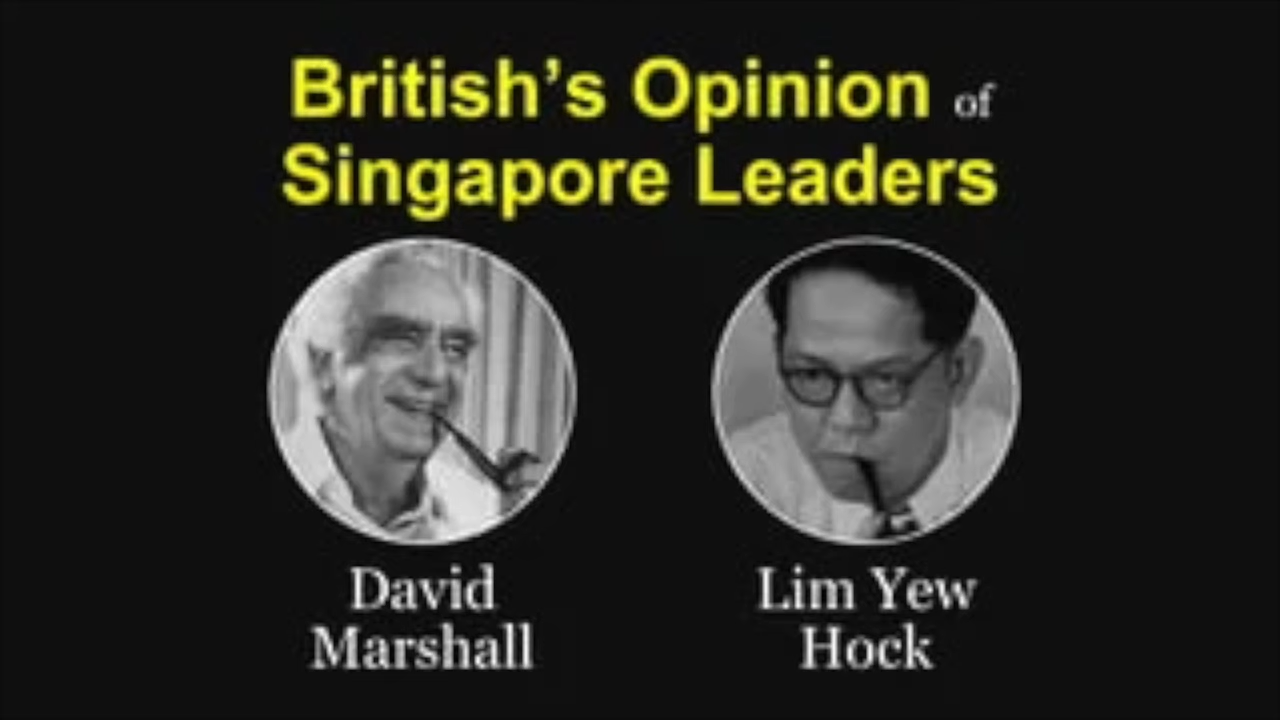 British’s Opinion of
Singapore Leaders
David
Marshall
Lim Yew
Hock